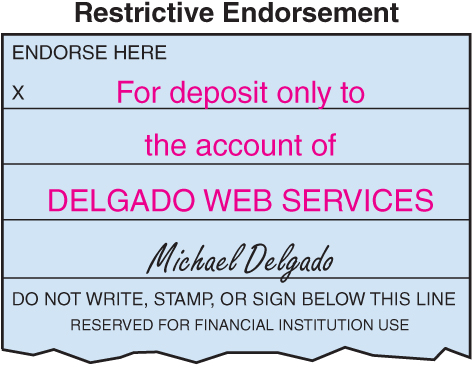 Restrictive Endorsement
ENDORSE HERE
X For deposit only to
the account of
DELGADO WEB SERVICES
Michael Delgado
DO NOT WRITE, STAMP, OR SIGN BELOW THIS LINE
RESERVED FOR FINANCIAL INSTITUTION USE